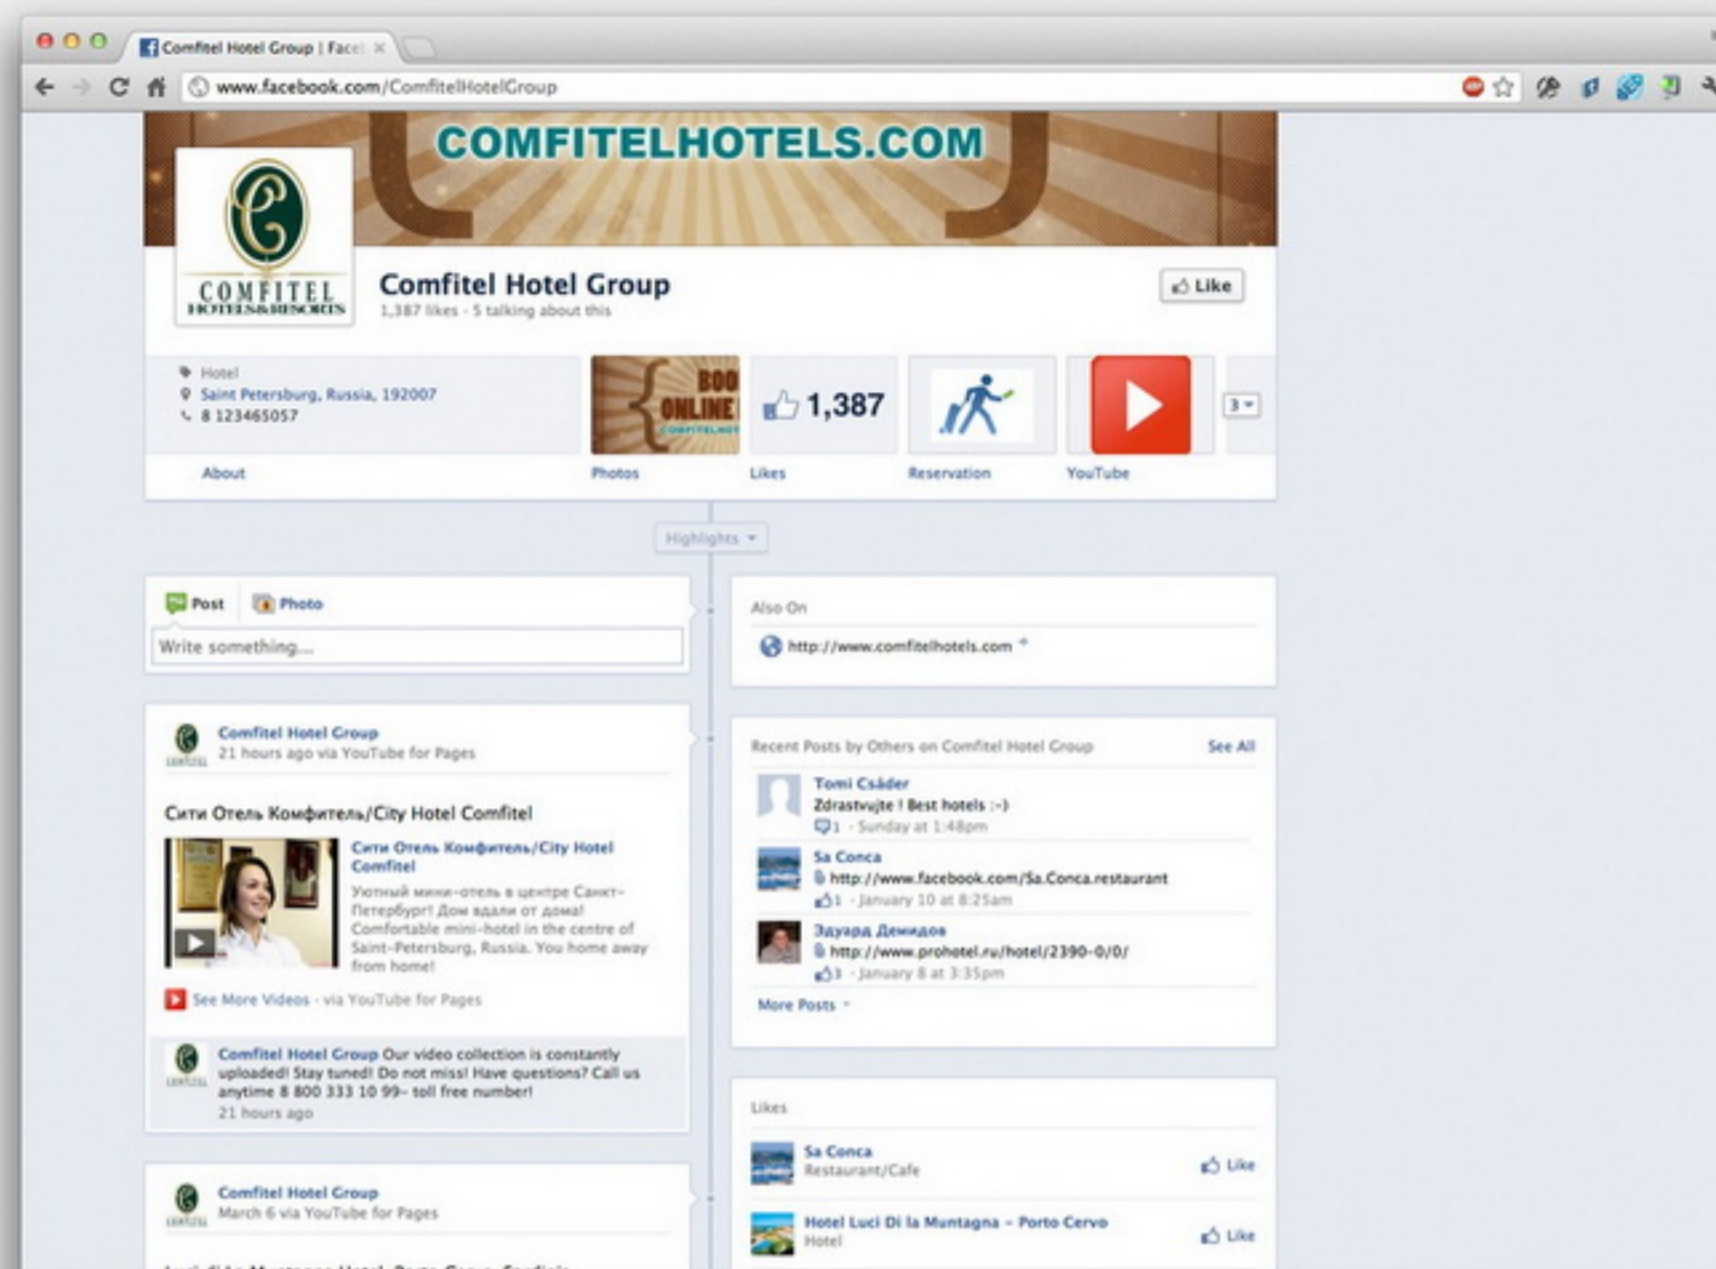 Comfitel Hotel Group | Face
www.facebook.com/ComfitelHotelGroup
COMFITELHOTELS.COM
COMFITEL
HOTELS&RESORTS
Comfitel Hotel Group
1,387 likes · 5 talking about this
Like
Hotel
Saint Petersburg, Russia, 192007
8 123465057
About
BOO
ONLINE
COMFITELHOT
Photos
1,387
Likes
Reservation
YouTube
3
Highlights
Post
Photo
Write something...
Comfitel Hotel Group
21 hours ago via YouTube for Pages
Сити Отель Комфитель/City Hotel Comfitel
Сити Отель Комфитель/City Hotel
Comfitel
Уютный мини-отель в центре Санкт-
Петербург! Дом вдали от дома!
Comfortable mini-hotel in the centre of
Saint-Petersburg, Russia. You home away
from home!
See More Videos · via YouTube for Pages
Comfitel Hotel Group Our video collection is constantly
uploaded! Stay tuned! Do not miss! Have questions? Call us
anytime 8 800 333 10 99- toll free number!
21 hours ago
Comfitel Hotel Group
March 6 via YouTube for Pages
Also On
http://www.comfitelhotels.com
Recent Posts by Others on Comfitel Hotel Group
See All
Tomi Csáder
Zdrastvujte ! Best hotels :-)
1 · Sunday at 1:48pm
Sa Conca
http://www.facebook.com/Sa.Conca.restaurant
1 · January 10 at 8:25am
Эдуард Демидов
http://www.prohotel.ru/hotel/2390-0/0/
3 · January 8 at 3:35pm
More Posts
Likes
Sa Conca
Restaurant/Cafe
Like
Hotel Luci Di la Muntagna - Porto Cervo
Hotel
Like